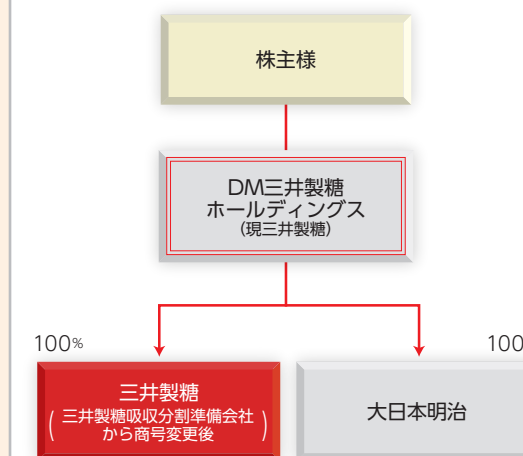 株主様
DM三井製糖
ホールディングス
(現三井製糖)
100%
100
三井製糖
(三井製糖吸収分割準備会社
から商号変更後)
大日本明治